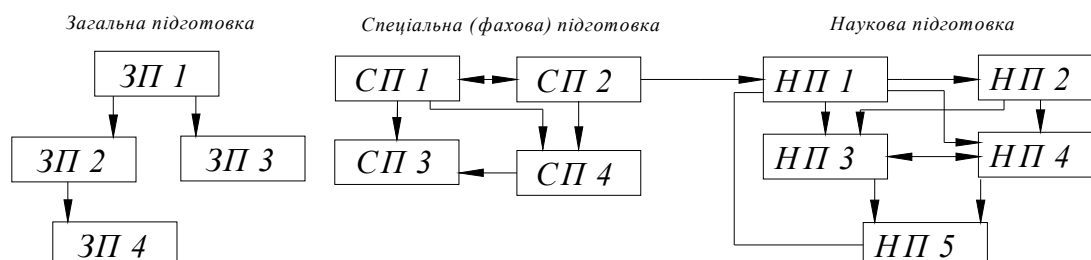 Загальна підготовка
Спеціальна (фахова) підготовка
Наукова підготовка
ЗП 1
СП 1
СП 2
НП 1
НП 2
ЗП 2
ЗП 3
СП 3
СП 4
НП 3
НП 4
ЗП 4
НП 5